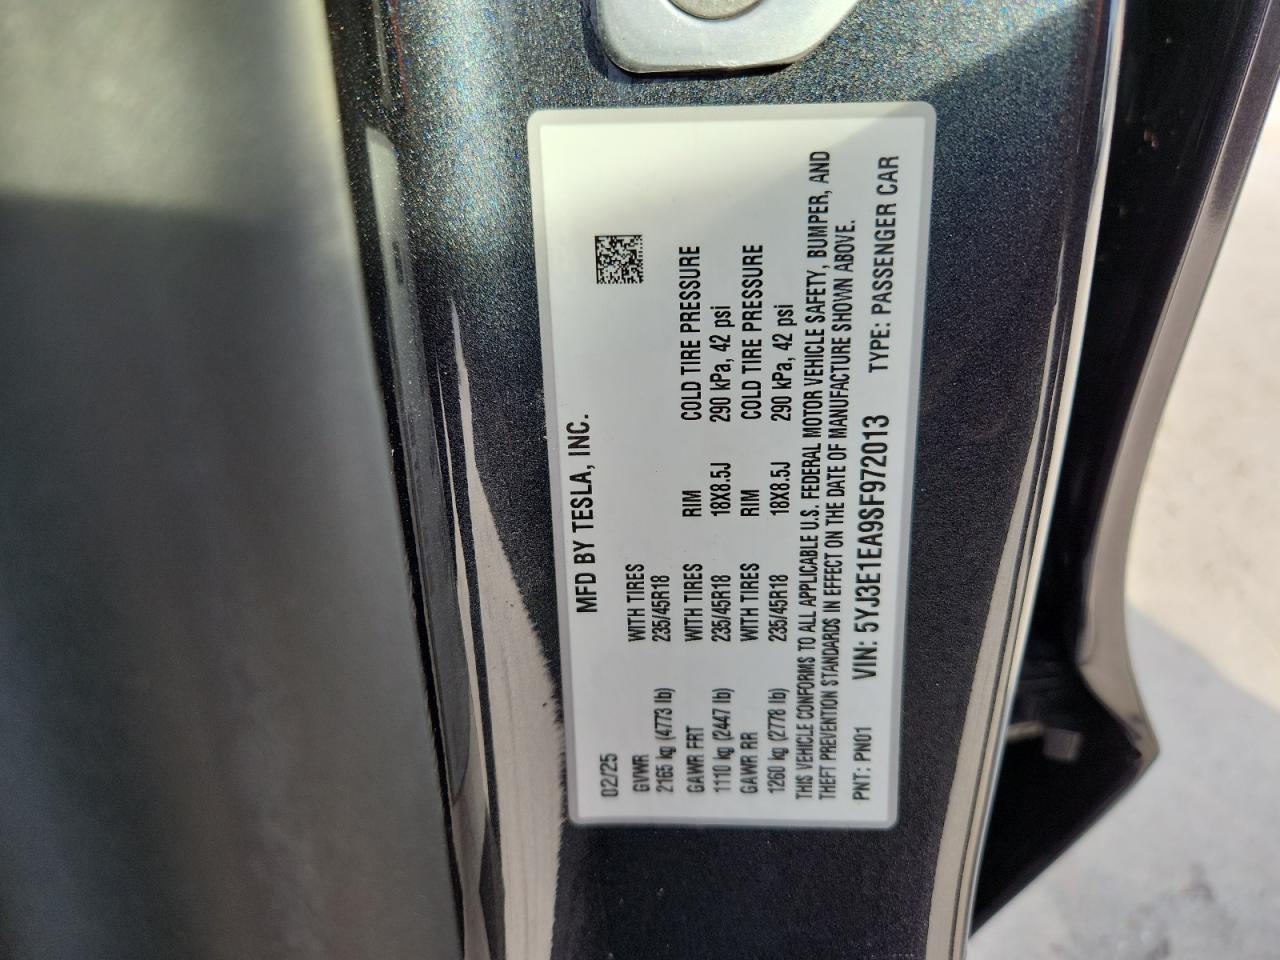 MFD BY TESLA, INC.
02/25
GVWR WITH TIRES
2165 kg (4773 lb) 235/45R18
GAWR FRT WITH TIRES RIM COLD TIRE PRESSURE
1110 kg (2447 lb) 235/45R18 18X8.5J 290 kPa, 42 psi
GAWR RR WITH TIRES RIM COLD TIRE PRESSURE
1260 kg (2778 lb) 235/45R18 18X8.5J 290 kPa, 42 psi
THIS VEHICLE CONFORMS TO ALL APPLICABLE U.S. FEDERAL MOTOR VEHICLE SAFETY, BUMPER, AND
THEFT PREVENTION STANDARDS IN EFFECT ON THE DATE OF MANUFACTURE SHOWN ABOVE.
PNT: PN01 VIN: 5YJ3E1EA9SF972013 TYPE: PASSENGER CAR